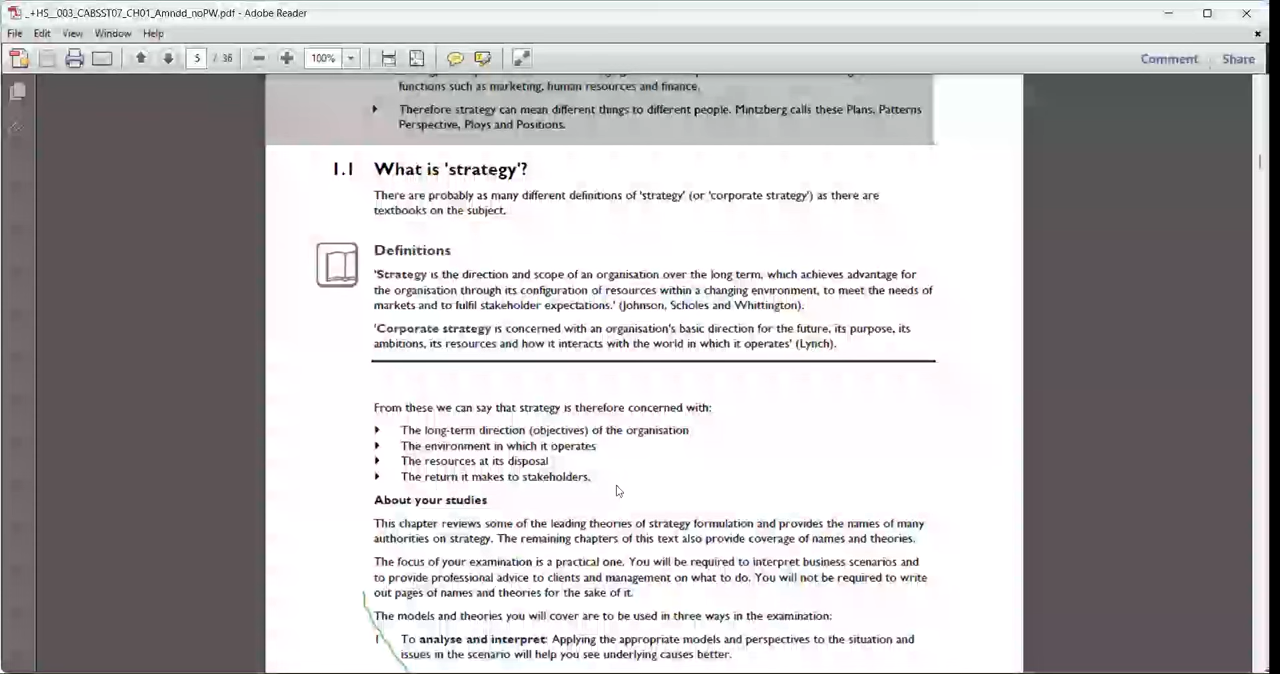 _+HS__003_CABSST07_CH01_Amndd_noPW.pdf - Adobe Reader
File Edit View Window Help
5 / 36 100% Comment Share
functions such as marketing, human resources and finance.
Therefore strategy can mean different things to different people. Mintzberg calls these Plans, Patterns
Perspective, Ploys and Positions.
1.1 What is 'strategy'?
There are probably as many different definitions of 'strategy' (or 'corporate strategy') as there are
textbooks on the subject.
Definitions
'Strategy is the direction and scope of an organisation over the long term, which achieves advantage for
the organisation through its configuration of resources within a changing environment, to meet the needs of
markets and to fulfil stakeholder expectations.' (Johnson, Scholes and Whittington).
'Corporate strategy is concerned with an organisation's basic direction for the future, its purpose, its
ambitions, its resources and how it interacts with the world in which it operates' (Lynch).
From these we can say that strategy is therefore concerned with:
The long-term direction (objectives) of the organisation
The environment in which it operates
The resources at its disposal
The return it makes to stakeholders.
About your studies
This chapter reviews some of the leading theories of strategy formulation and provides the names of many
authorities on strategy. The remaining chapters of this text also provide coverage of names and theories.
The focus of your examination is a practical one. You will be required to interpret business scenarios and
to provide professional advice to clients and management on what to do. You will not be required to write
out pages of names and theories for the sake of it.
The models and theories you will cover are to be used in three ways in the examination:
1 To analyse and interpret: Applying the appropriate models and perspectives to the situation and
issues in the scenario will help you see underlying causes better.